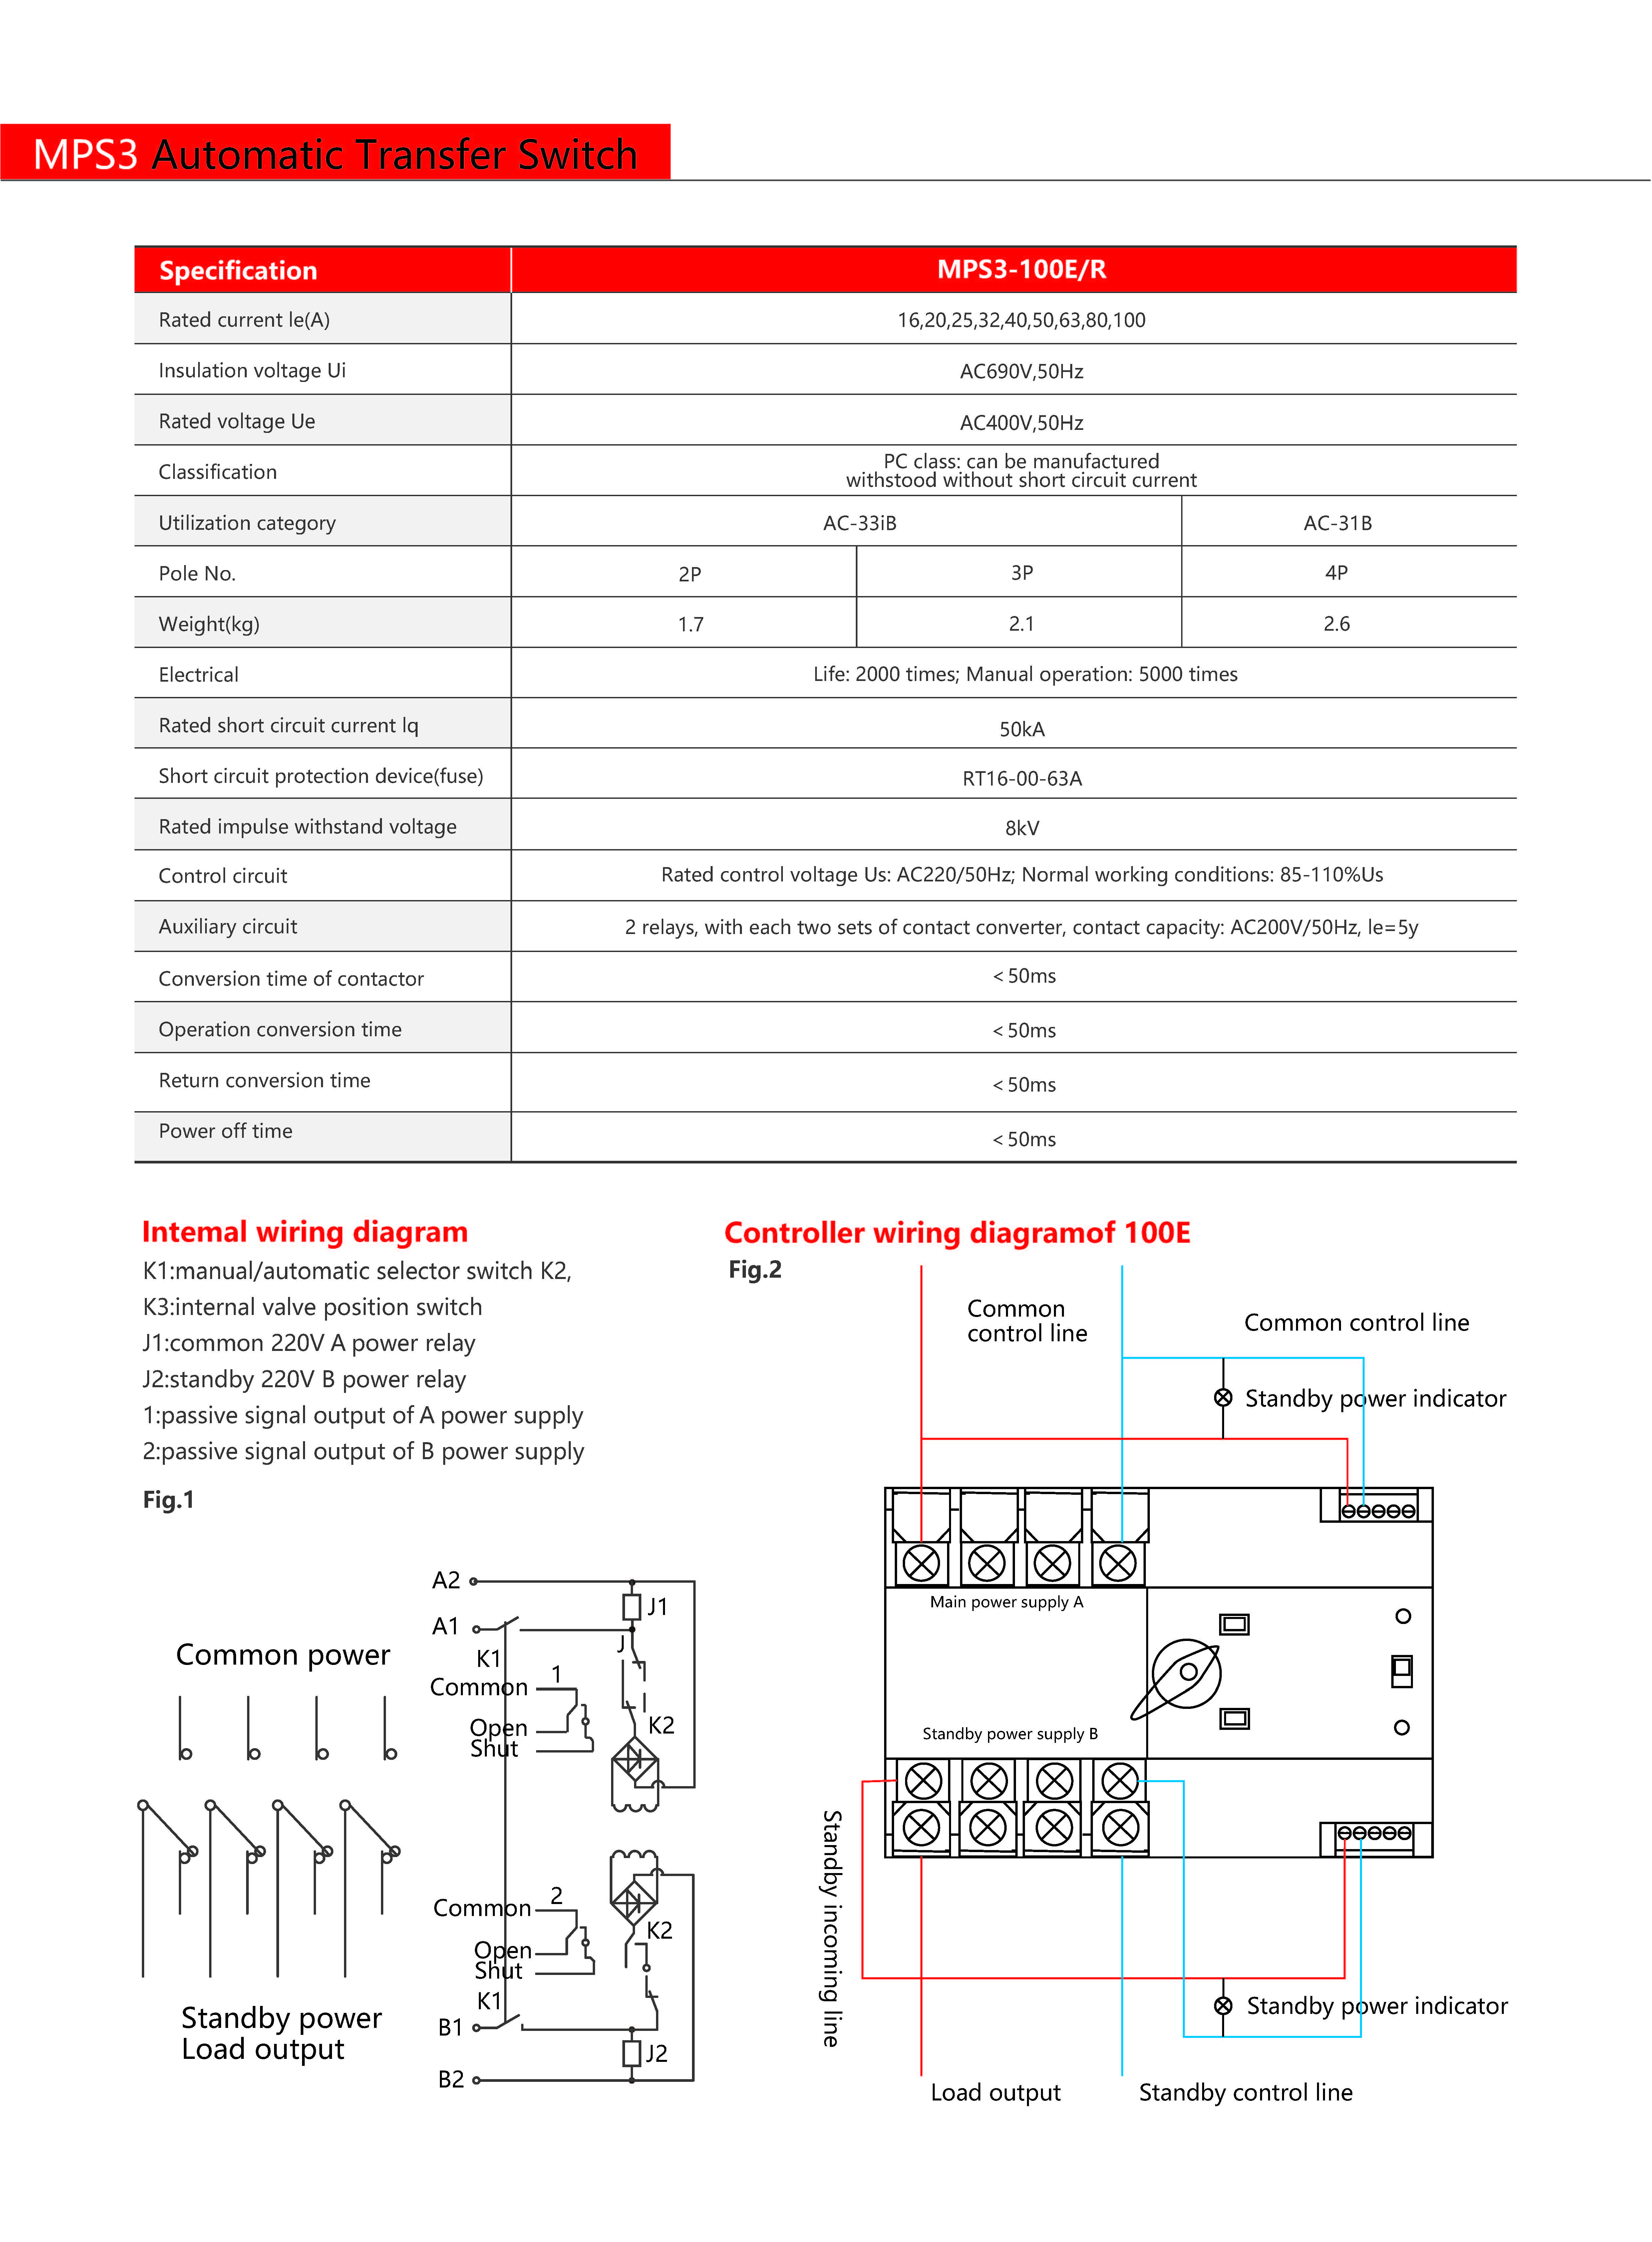 MPS3 Automatic Transfer Switch
Specification MPS3-100E/R
Rated current le(A) 16,20,25,32,40,50,63,80,100
Insulation voltage Ui AC690V,50Hz
Rated voltage Ue AC400V,50Hz
Classification PC class: can be manufactured
withstood without short circuit current
Utilization category AC-33iB AC-31B
Pole No. 2P 3P 4P
Weight(kg) 1.7 2.1 2.6
Electrical Life: 2000 times; Manual operation: 5000 times
Rated short circuit current lq 50kA
Short circuit protection device(fuse) RT16-00-63A
Rated impulse withstand voltage 8kV
Control circuit Rated control voltage Us: AC220/50Hz; Normal working conditions: 85-110%Us
Auxiliary circuit 2 relays, with each two sets of contact converter, contact capacity: AC200V/50Hz, le=5y
Conversion time of contactor <50ms
Operation conversion time <50ms
Return conversion time <50ms
Power off time <50ms
Intemal wiring diagram
K1:manual/automatic selector switch K2,
K3:internal valve position switch
J1:common 220V A power relay
J2:standby 220V B power relay
1:passive signal output of A power supply
2:passive signal output of B power supply
Fig.1
Common power
Standby power
Load output
A2
J1
A1
J
K1
1
Common
Open
K2
Shut
2
Common
K2
Open
Shut
K1
B1
J2
B2
Controller wiring diagramof 100E
Fig.2
Common
control line
Common control line
Standby power indicator
Main power supply A
Standby power supply B
Standby incoming line
Standby power indicator
Load output
Standby control line